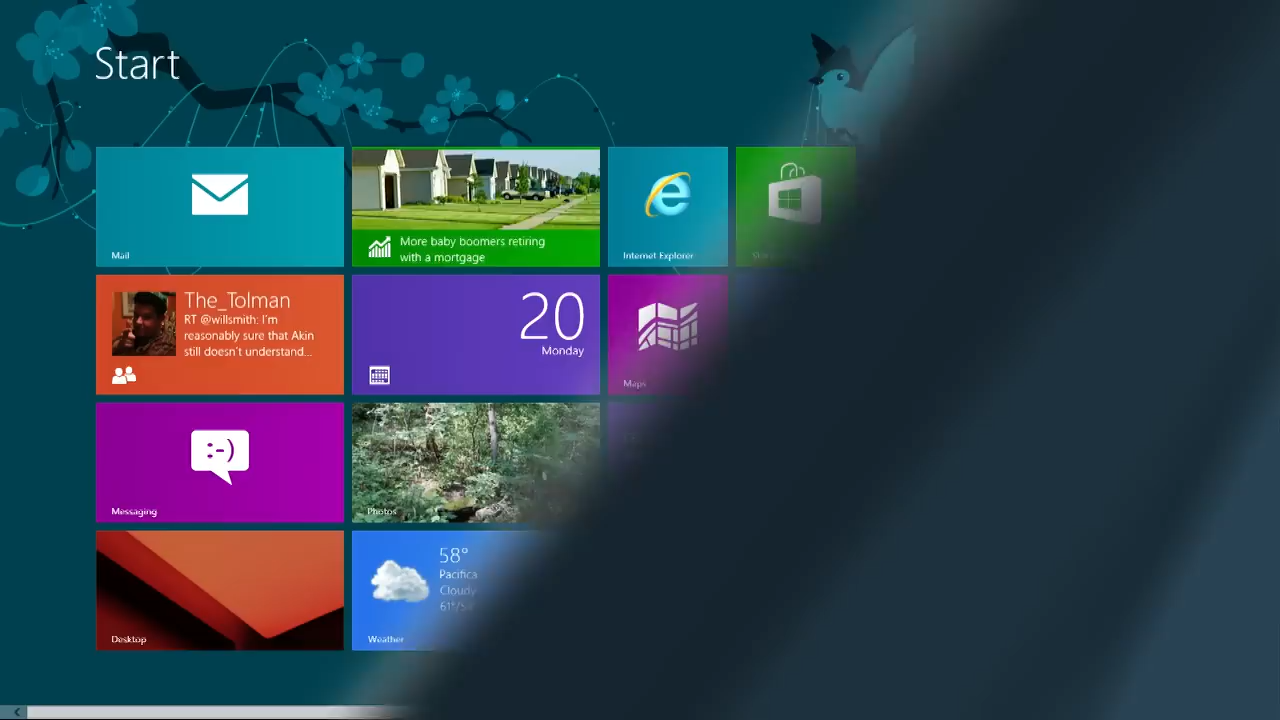 Start
Mail
More baby boomers retiring
with a mortgage
Internet Explorer
The_Tolman
RT @willsmith: I'm
reasonably sure that Akin
still doesn't understand...
20
Monday
Maps
:-)
Messaging
Photos
Desktop
58°
Pacifica
Cloudy
Weather